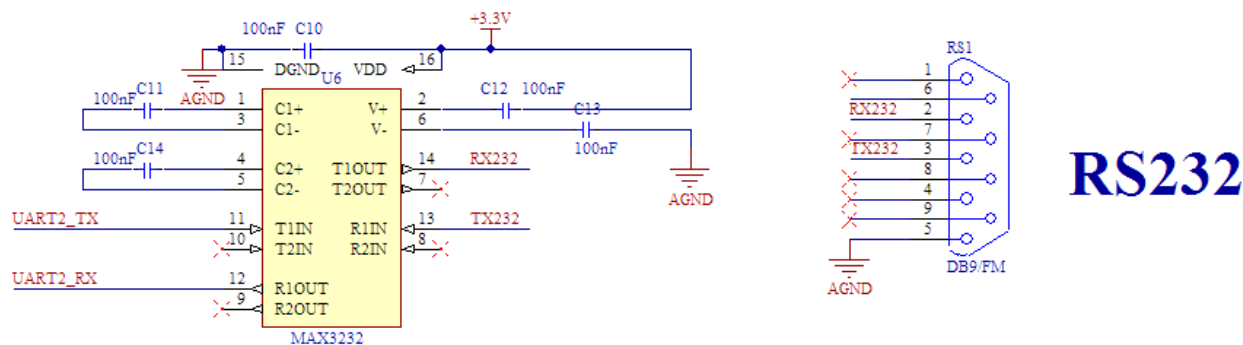 +3.3V
100nF C10
15 DGND VDD 16
U6
AGND
C11
100nF
1 C1+ V+ 2
C12 100nF
3 C1- V- 6
C13
100nF
C14
100nF
4 C2+ T1OUT 14 RX232
5 C2- T2OUT 7
AGND
UART2_TX 11 T1IN R1IN 13 TX232
10 T2IN R2IN 8
UART2_RX 12 R1OUT
9 R2OUT
MAX3232
RS1
1
6
RX232 2
7
TX232 3
8
4
9
5
DB9/FM
AGND
RS232